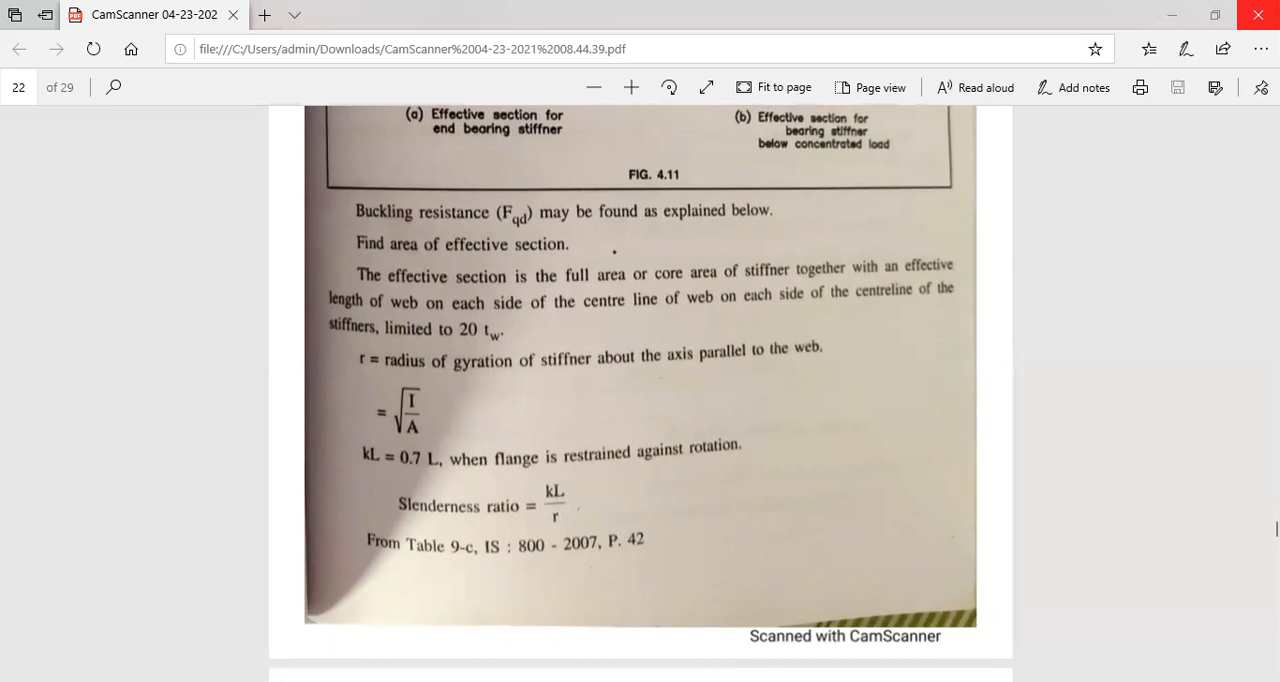 CamScanner 04-23-202
file:///C:/Users/admin/Downloads/CamScanner%2004-23-2021%2008.44.39.pdf
22 of 29 Fit to page Page view Read aloud Add notes
(a) Effective section for
end bearing stiffner
(b) Effective section for
bearing stiffner
below concentrated load
FIG. 4.11
Buckling resistance (Fqd) may be found as explained below.
Find area of effective section.
The effective section is the full area or core area of stiffner together with an effective
length of web on each side of the centre line of web on each side of the centreline of the
stiffners, limited to 20 tw.
r = radius of gyration of stiffner about the axis parallel to the web.
= √I/A
kL = 0.7 L, when flange is restrained against rotation.
Slenderness ratio = kL/r
From Table 9-c, IS : 800 - 2007, P. 42
Scanned with CamScanner